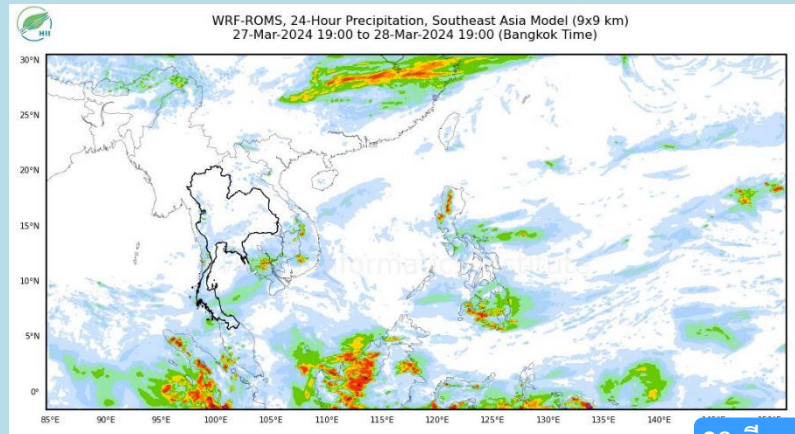 HII
WRF-ROMS, 24-Hour Precipitation, Southeast Asia Model (9x9 km)
27-Mar-2024 19:00 to 28-Mar-2024 19:00 (Bangkok Time)
30°N
25°N
20°N
15°N
10°N
5°N
0°
85°E
90°E
95°E
100°E
105°E
110°E
115°E
120°E
125°E
130°E
135°E
140°E